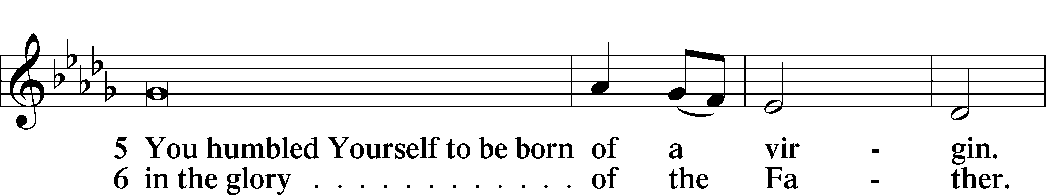 5 You humbled Yourself to be born of a vir - gin.
6 in the glory . . . . . . . . . . . . of the Fa - ther.